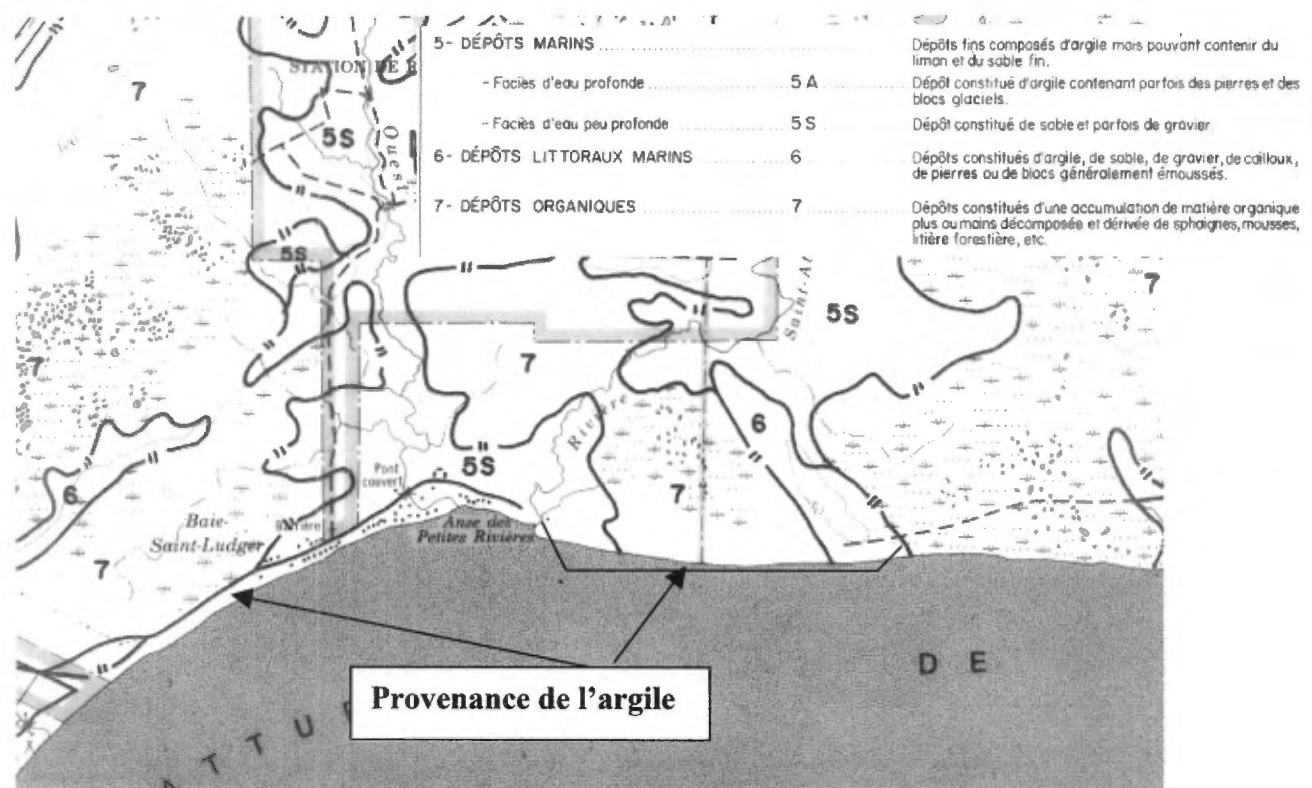 5- DÉPÔTS MARINS
Dépôts fins composés d'argile mais pouvant contenir du
limon et du sable fin.
- Faciès d'eau profonde 5 A
Dépôt constitué d'argile contenant parfois des pierres et des
blocs glaciels.
- Faciès d'eau peu profonde 5 S
Dépôt constitué de sable et parfois de gravier
6- DÉPÔTS LITTORAUX MARINS 6
Dépôts constitués d'argile, de sable, de gravier, de cailloux,
de pierres ou de blocs généralement émoussés.
7- DÉPÔTS ORGANIQUES 7
Dépôts constitués d'une accumulation de matière organique
plus ou moins décomposée et dérivée de sphaignes, mousses,
litière forestière, etc.
STATION DE
7
5S
Ouest
5S
7
5S
7
Saint-At
7
Rivière
6
5S
7
6
Pont
couvert
Baie-
Saint-Ludger
Anse des
Petites Rivières
7
Provenance de l'argile
D E
A T T U